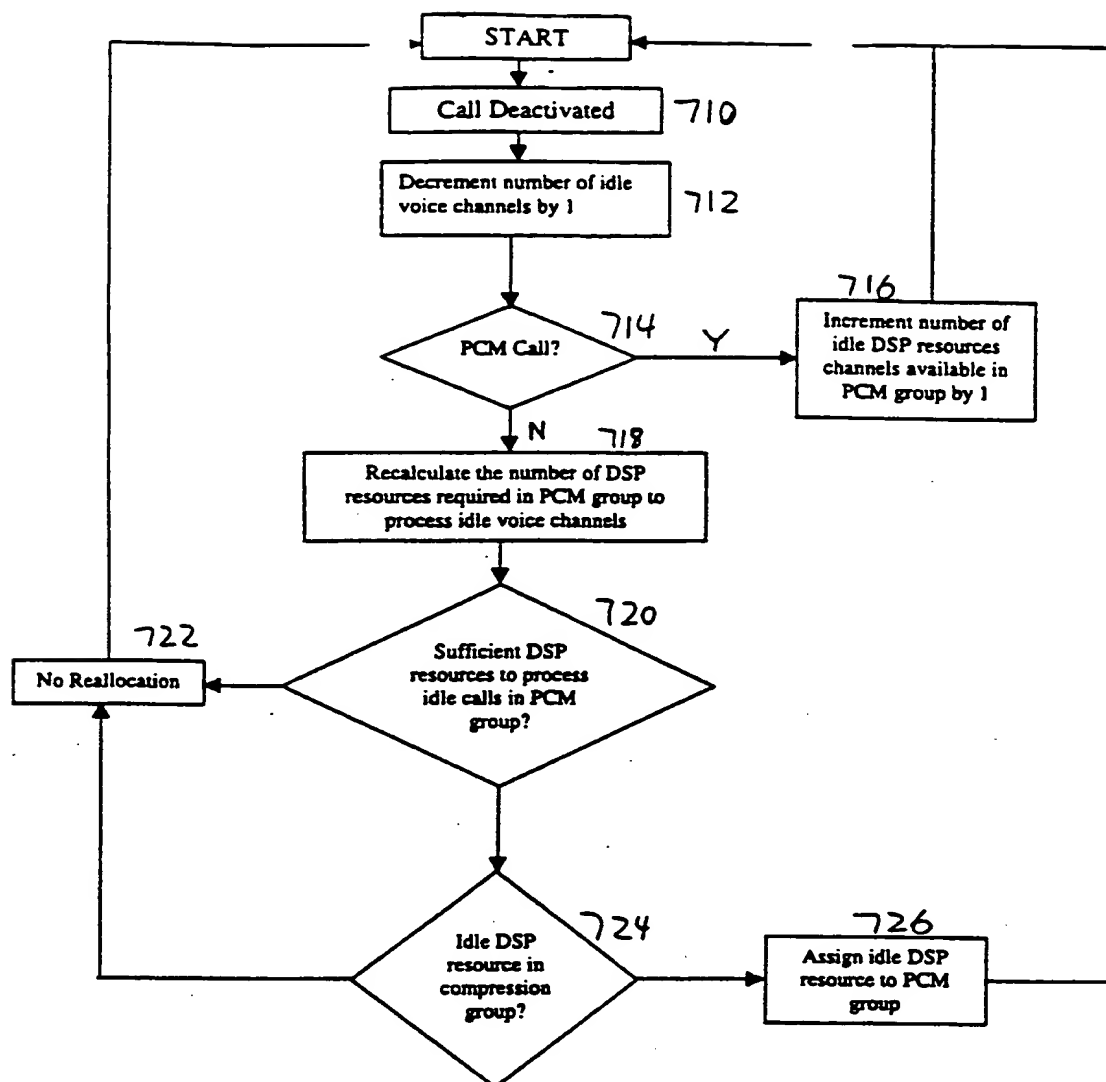 START
Call Deactivated
710
Decrement number of idle
voice channels by 1
712
PCM Call?
714
Y
716
Increment number of
idle DSP resources
channels available in
PCM group by 1
N
718
Recalculate the number of DSP
resources required in PCM group to
process idle voice channels
720
Sufficient DSP
resources to process
idle calls in PCM
group?
722
No Reallocation
724
Idle DSP
resource in
compression
group?
726
Assign idle DSP
resource to PCM
group